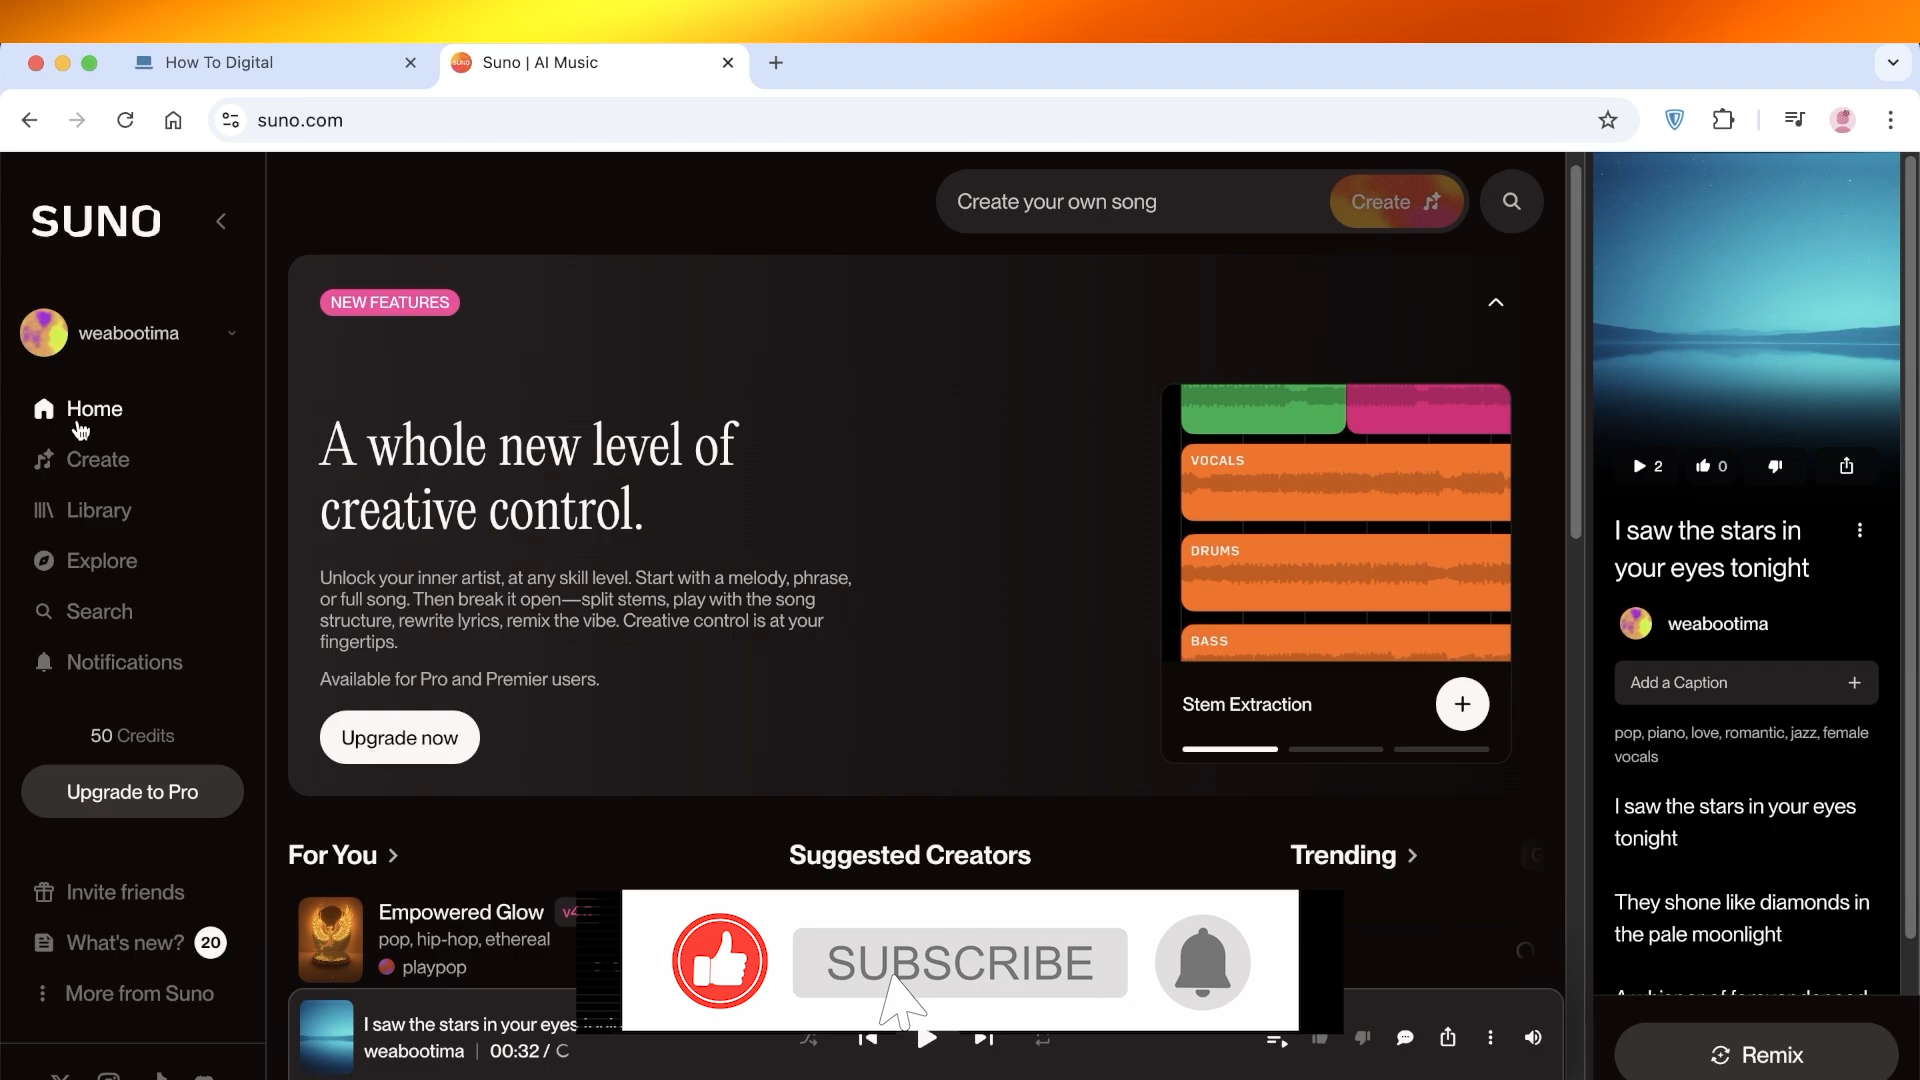 How To Digital
Suno | AI Music
suno.com
SUNO
Create your own song
Create
weabootima
Home
Create
Library
Explore
Search
Notifications
50 Credits
Upgrade to Pro
Invite friends
What's new? 20
More from Suno
NEW FEATURES
A whole new level of
creative control.
Unlock your inner artist, at any skill level. Start with a melody, phrase,
or full song. Then break it open—split stems, play with the song
structure, rewrite lyrics, remix the vibe. Creative control is at your
fingertips.
Available for Pro and Premier users.
Upgrade now
VOCALS
DRUMS
BASS
Stem Extraction
For You
Suggested Creators
Trending
Empowered Glow
pop, hip-hop, ethereal
playpop
SUBSCRIBE
I saw the stars in your eyes
weabootima | 00:32 /
2
0
I saw the stars in
your eyes tonight
weabootima
Add a Caption
pop, piano, love, romantic, jazz, female
vocals
I saw the stars in your eyes
tonight
They shone like diamonds in
the pale moonlight
Remix